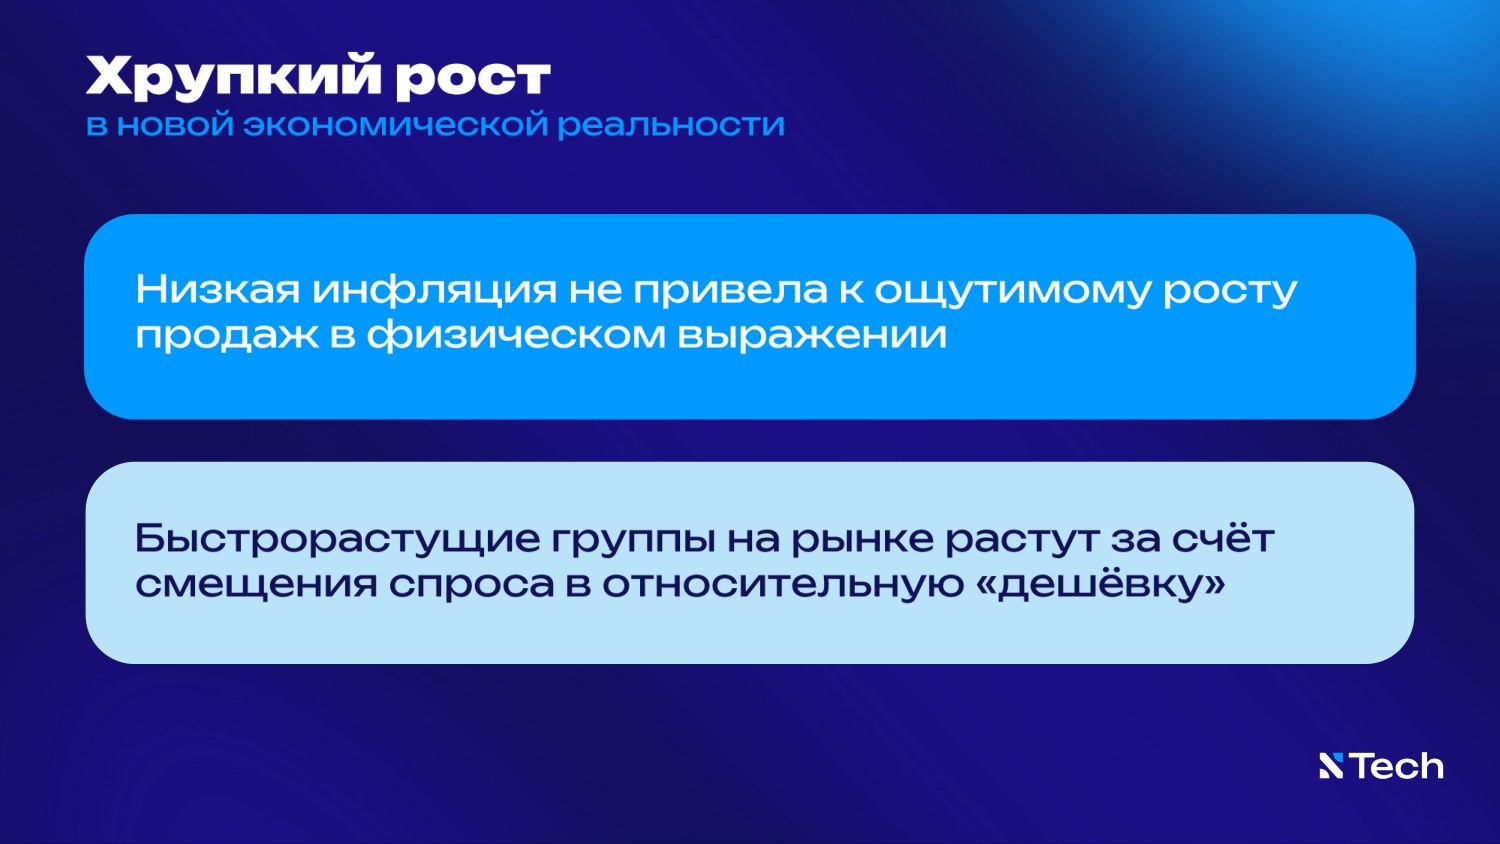 Хрупкий рост
в новой экономической реальности
Низкая инфляция не привела к ощутимому росту
продаж в физическом выражении
Быстрорастущие группы на рынке растут за счёт
смещения спроса в относительную «дешёвку»
NTech